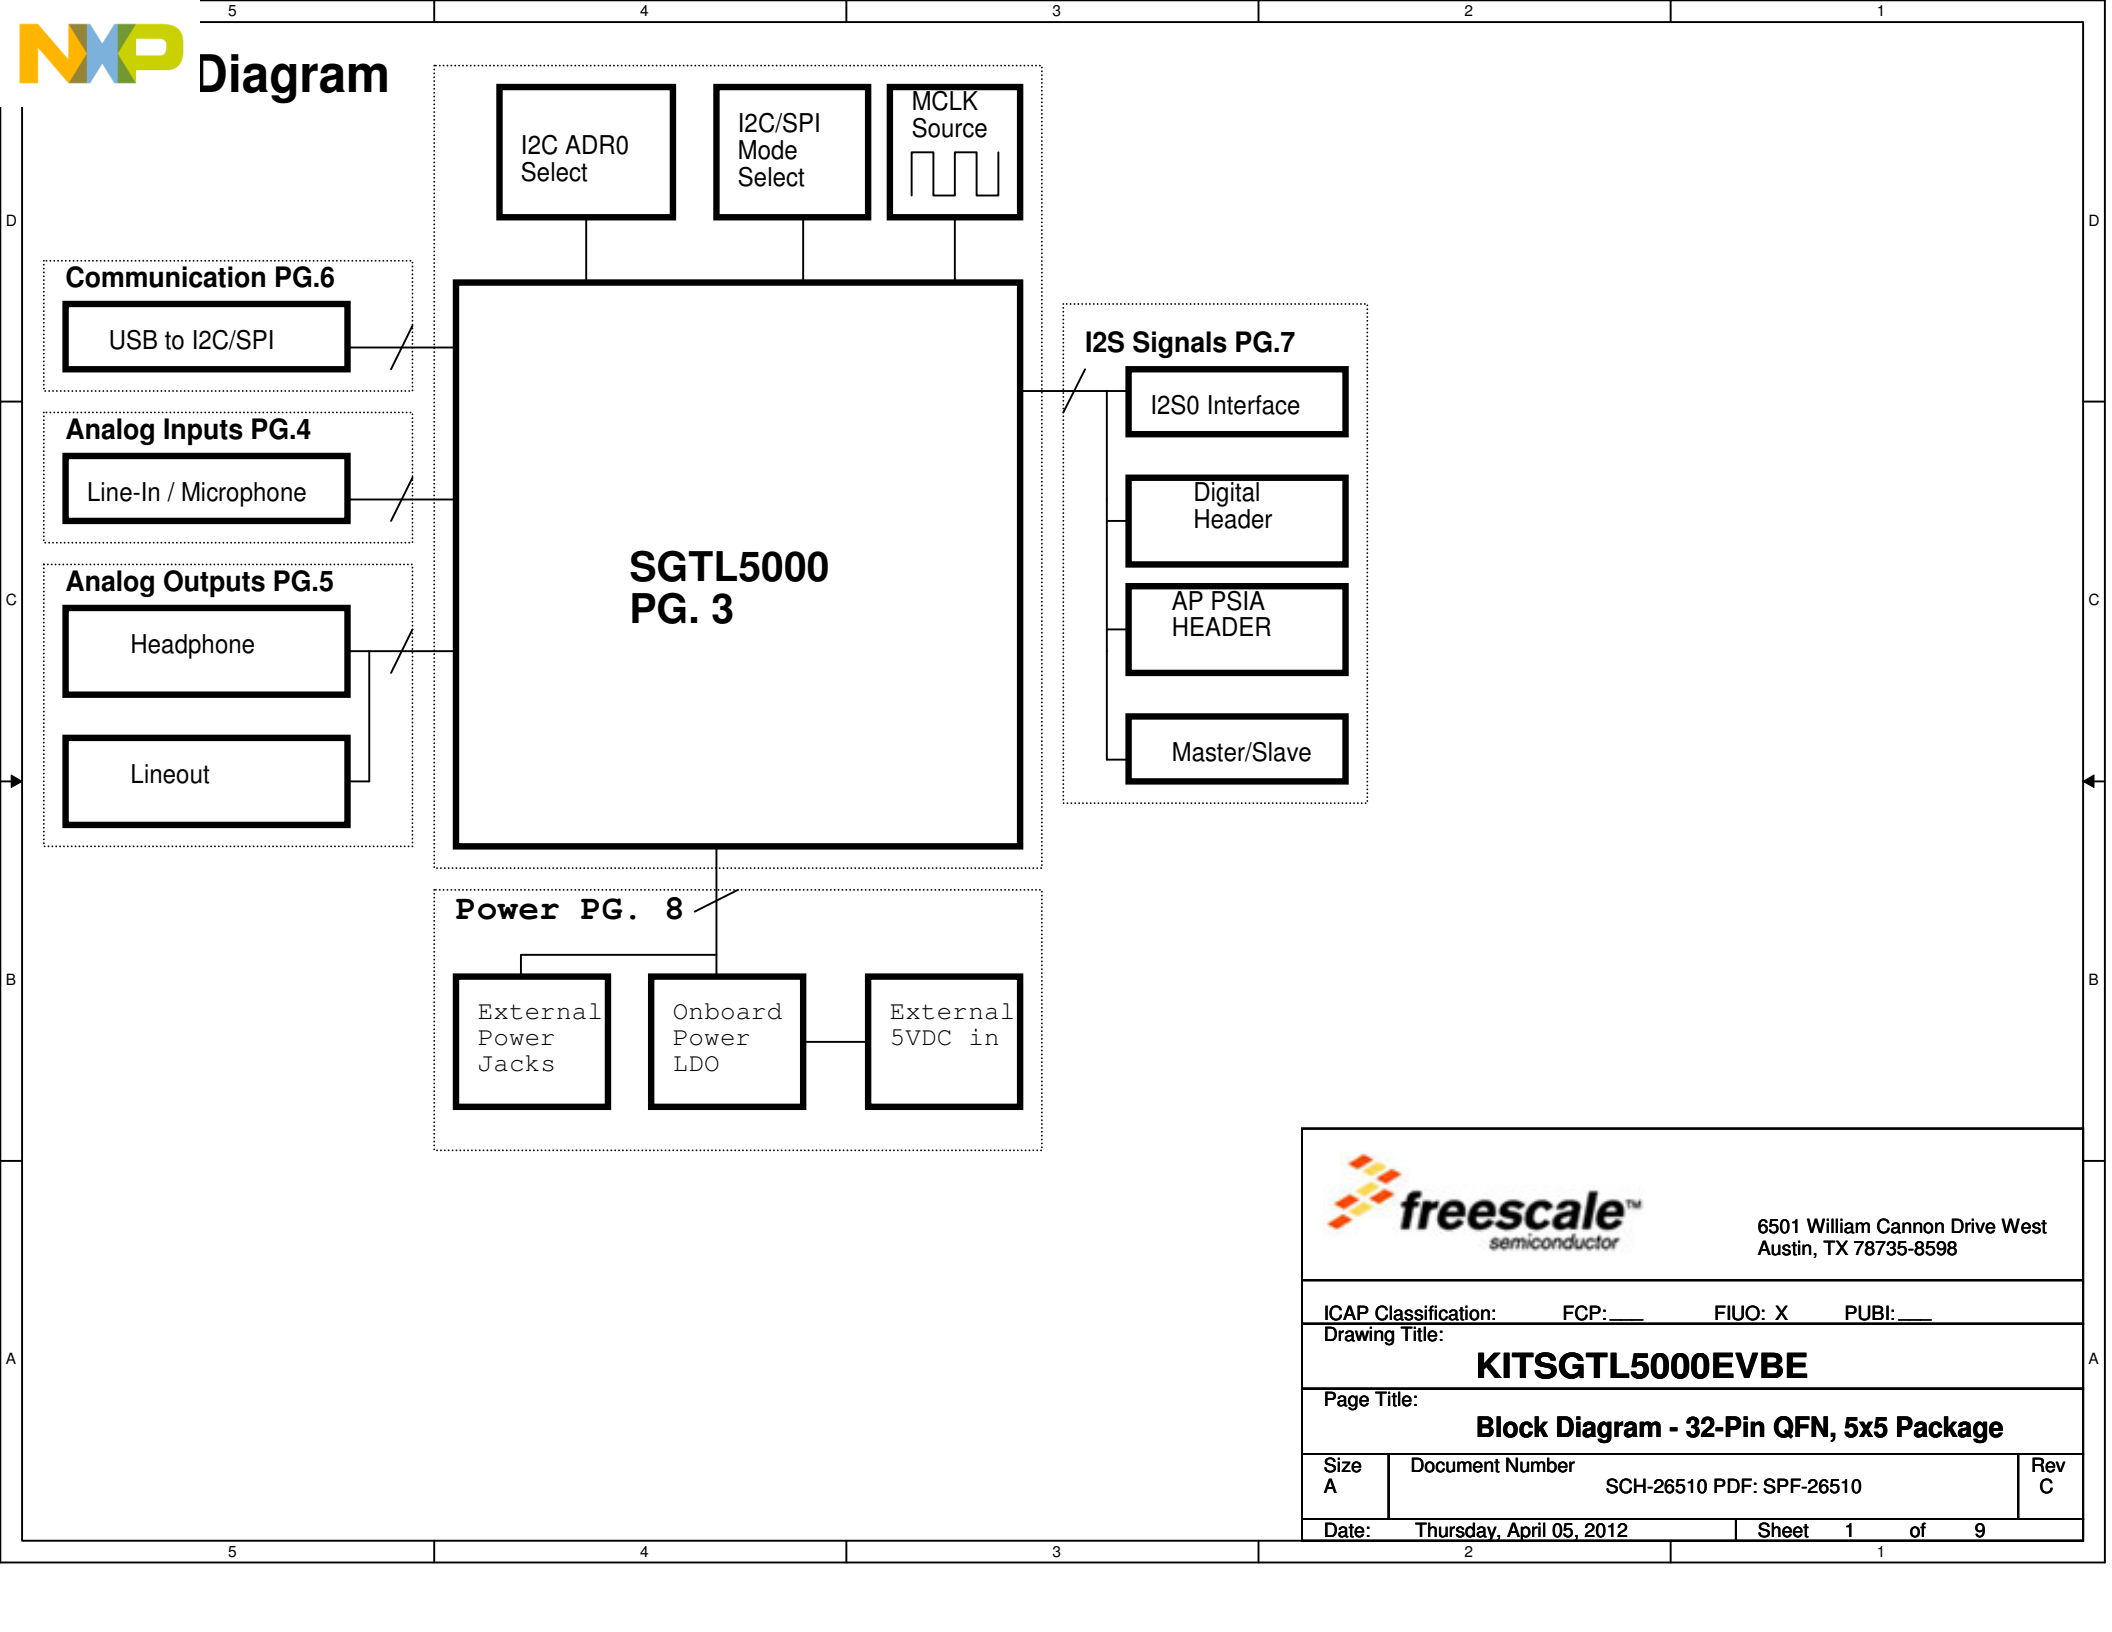 5 4 3 2 1
NXP
Diagram
I2C ADR0
Select
I2C/SPI
Mode
Select
MCLK
Source
D D
Communication PG.6
USB to I2C/SPI
I2S Signals PG.7
I2S0 Interface
Analog Inputs PG.4
Line-In / Microphone
Digital
Header
SGTL5000
PG. 3
Analog Outputs PG.5
Headphone
AP PSIA
HEADER
C C
Lineout
Master/Slave
Power PG. 8
B B
External
Power
Jacks
Onboard
Power
LDO
External
5VDC in
freescale™
semiconductor
6501 William Cannon Drive West
Austin, TX 78735-8598
ICAP Classification: FCP:___ FIUO: X PUBI:___
Drawing Title:
KITSGTL5000EVBE
A A
Page Title:
Block Diagram - 32-Pin QFN, 5x5 Package
Size Document Number Rev
A SCH-26510 PDF: SPF-26510 C
Date: Thursday, April 05, 2012 Sheet 1 of 9
5 4 3 2 1